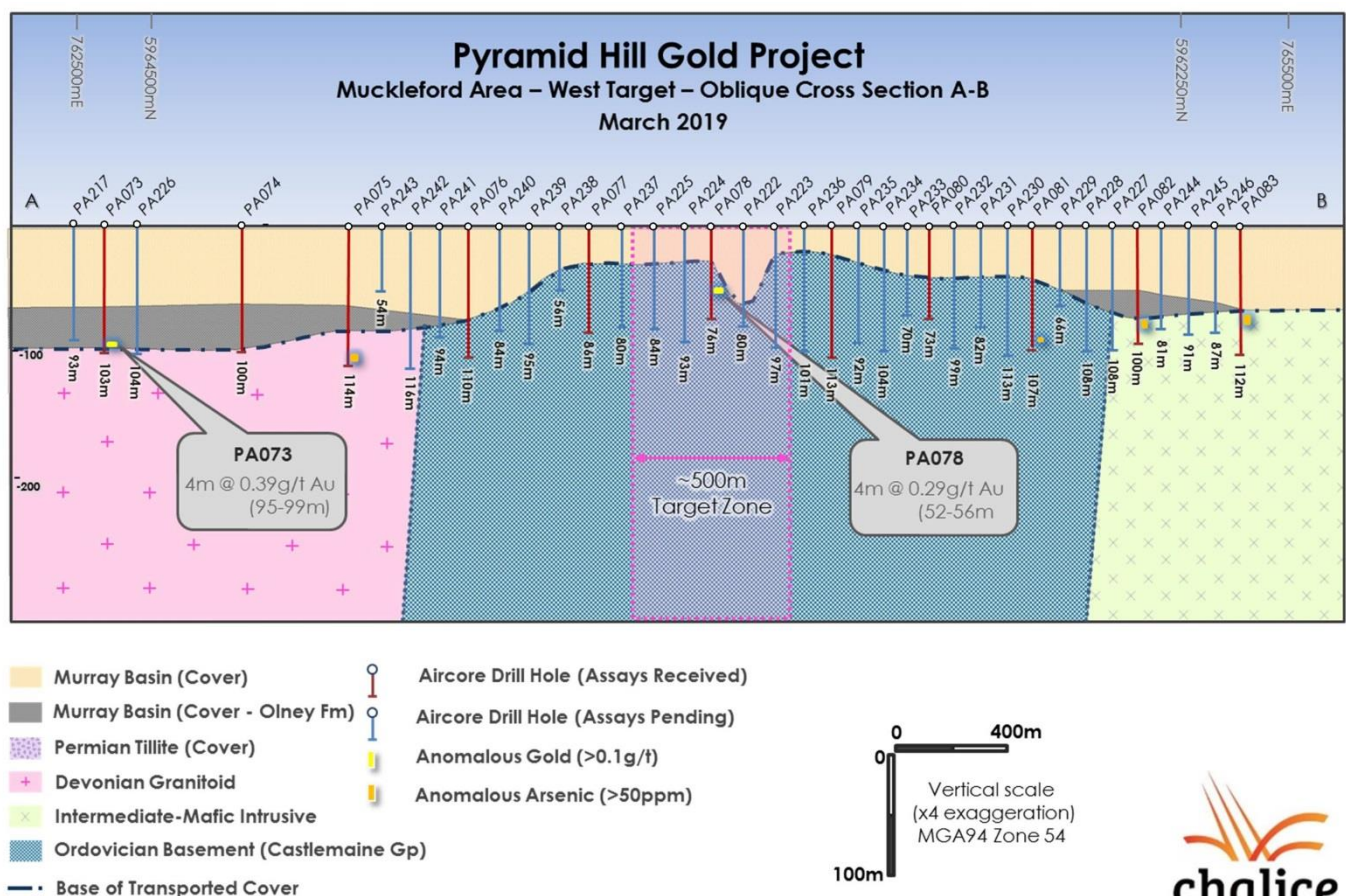 Pyramid Hill Gold Project
Muckleford Area – West Target – Oblique Cross Section A-B
March 2019
762500mE
5964500mN
5962250mN
765500mE
A
PA217
PA073
PA226
PA074
PA075
PA243
PA242
PA241
PA076
PA240
PA239
PA238
PA077
PA237
PA225
PA224
PA078
PA222
PA223
PA236
PA079
PA235
PA234
PA233
PA080
PA232
PA231
PA230
PA081
PA229
PA228
PA227
PA082
PA244
PA245
PA246
PA083
B
-100
-200
93m
103m
104m
100m
114m
54m
116m
94m
110m
84m
95m
56m
86m
80m
84m
93m
76m
80m
97m
101m
113m
92m
104m
70m
73m
99m
82m
113m
107m
66m
108m
108m
100m
81m
91m
87m
112m
PA073
4m @ 0.39g/t Au
(95-99m)
~500m
Target Zone
PA078
4m @ 0.29g/t Au
(52-56m
Murray Basin (Cover)
Murray Basin (Cover - Olney Fm)
Permian Tillite (Cover)
Devonian Granitoid
Intermediate-Mafic Intrusive
Ordovician Basement (Castlemaine Gp)
Base of Transported Cover
Aircore Drill Hole (Assays Received)
Aircore Drill Hole (Assays Pending)
Anomalous Gold (>0.1g/t)
Anomalous Arsenic (>50ppm)
0
400m
0
100m
Vertical scale
(x4 exaggeration)
MGA94 Zone 54
chalice